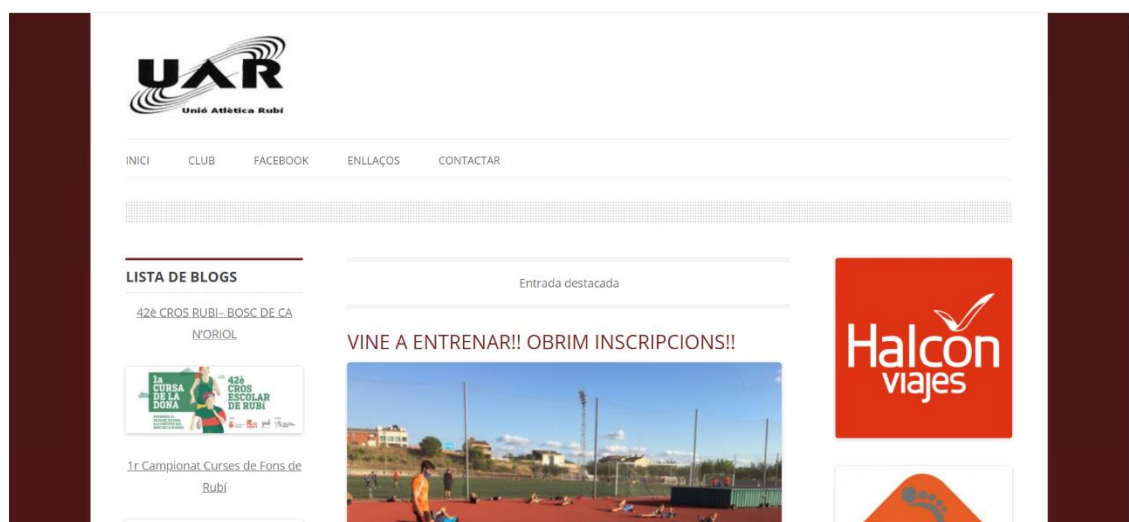 UAR
Unió Atlètica Rubí
INICI
CLUB
FACEBOOK
ENLLAÇOS
CONTACTAR
LISTA DE BLOGS
42è CROS RUBI– BOSC DE CA
N'ORIOL
1a
CURSA
DE LA
DONA
42è
CROS
ESCOLAR
DE RUBÍ
1r Campionat Curses de Fons de
Rubí
Entrada destacada
VINE A ENTRENAR!! OBRIM INSCRIPCIONS!!
Halcón
viajes